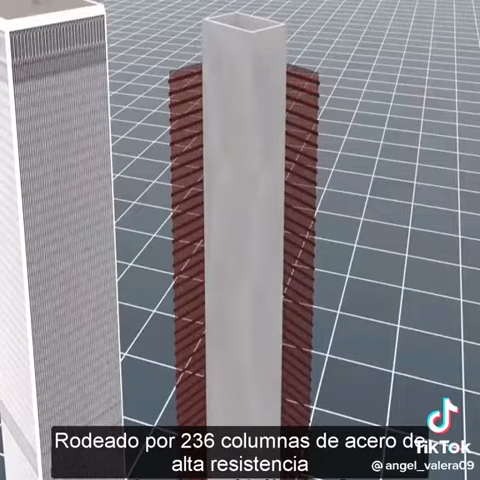 Rodeado por 236 columnas de acero de
alta resistencia
TikTok
@angel_valera09